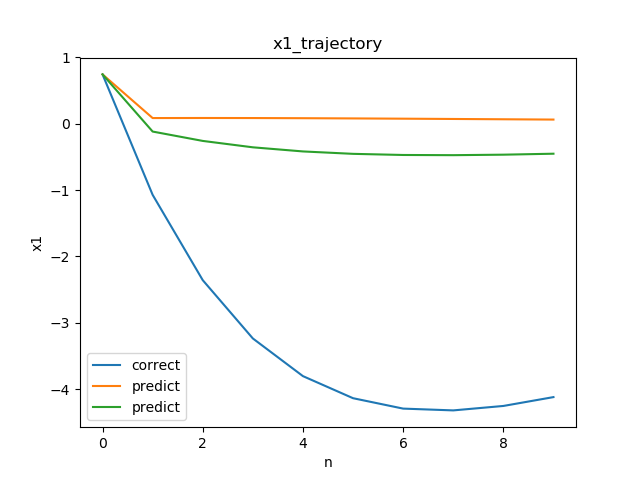 x1_trajectory
1
0
−1
−2
−3
−4
x1
correct
predict
predict
0 2 4 6 8
n